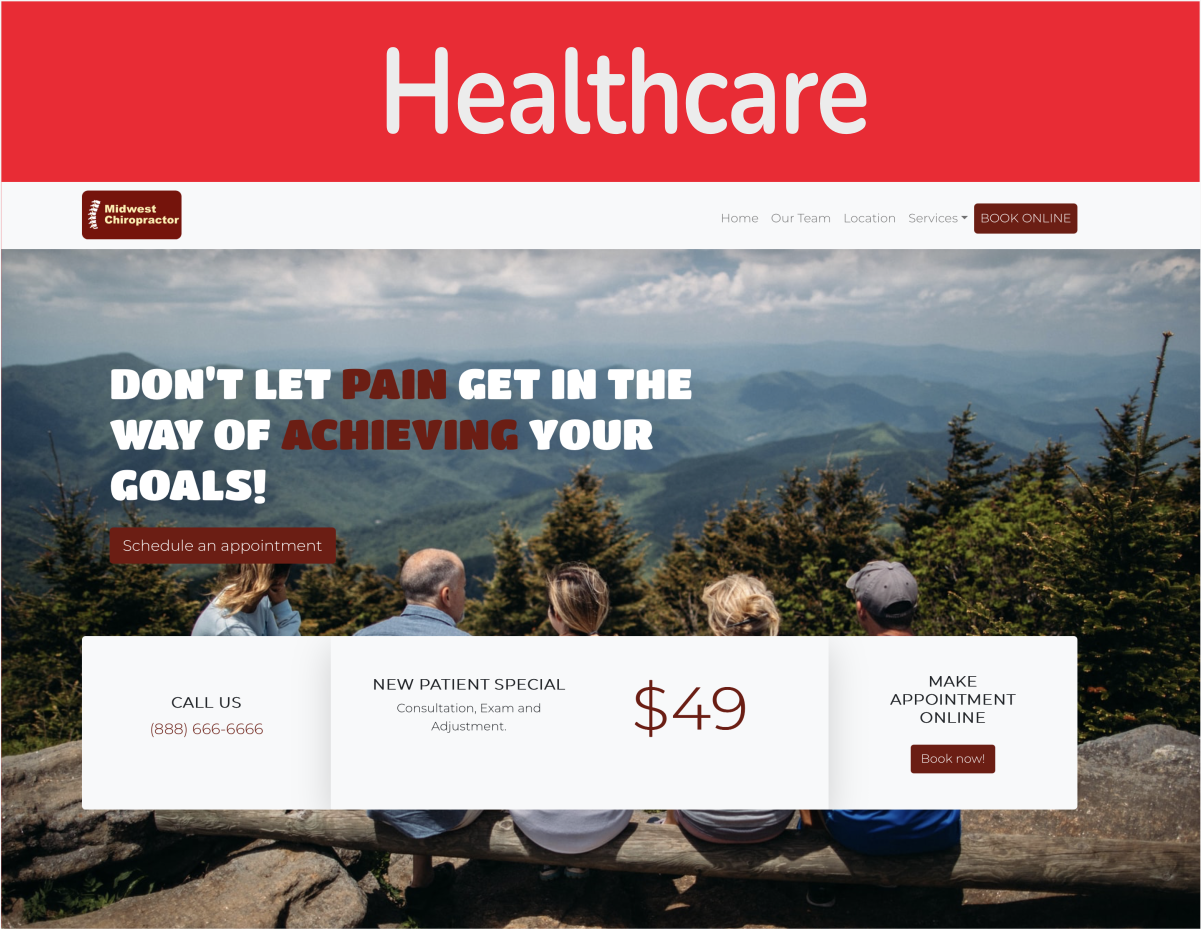 Healthcare
Midwest
Chiropractor
Home Our Team Location Services BOOK ONLINE
DON'T LET PAIN GET IN THE
WAY OF ACHIEVING YOUR
GOALS!
Schedule an appointment
CALL US
(888) 666-6666
NEW PATIENT SPECIAL
Consultation, Exam and
Adjustment.
$49
MAKE
APPOINTMENT
ONLINE
Book now!